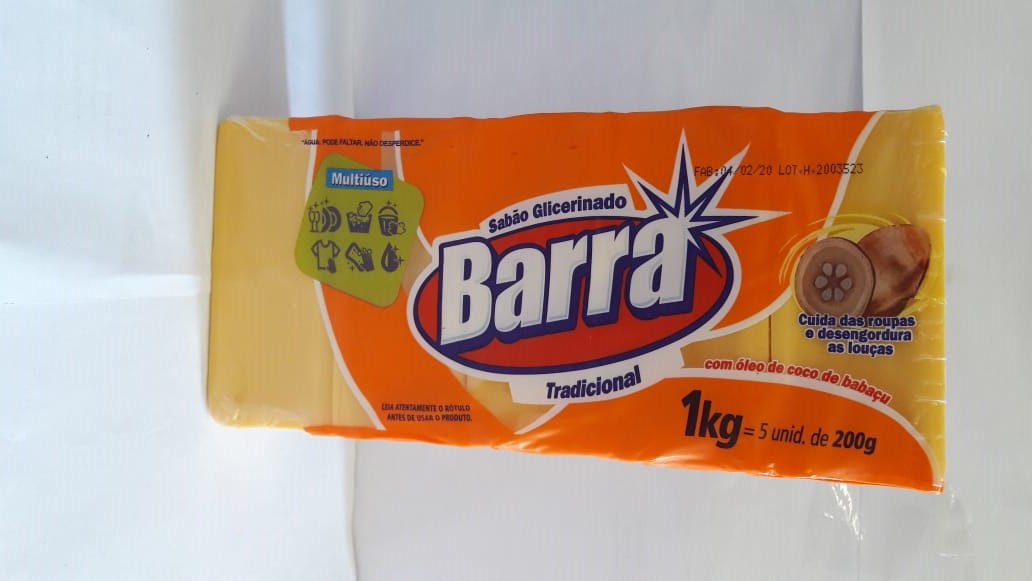 "ÁGUA: PODE FALTAR. NÃO DESPERDICE."
Multiúso
FAB:04/02/20 LOT-H-2003523
Sabão Glicerinado
Barra
Tradicional
Cuida das roupas
e desengordura
as louças
com óleo de coco de babaçu
LEIA ATENTAMENTE O RÓTULO
ANTES DE USAR O PRODUTO.
1kg = 5 unid. de 200g